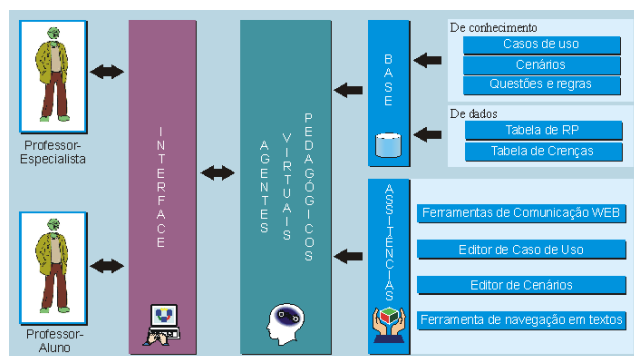 Professor-
Especialista
Professor-
Aluno
INTERFACE
AGENTES
VIRTUAIS
PEDAGÓGICOS
BASE
De conhecimento
Casos de uso
Cenários
Questões e regras
De dados
Tabela de RP
Tabela de Crenças
ASSITÊNCIAS
Ferramentas de Comunicação WEB
Editor de Caso de Uso
Editor de Cenários
Ferramenta de navegação em textos